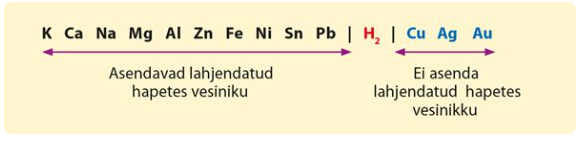 K Ca Na Mg Al Zn Fe Ni Sn Pb | H₂ | Cu Ag Au
Asendavad lahjendatud
hapetes vesiniku
Ei asenda
lahjendatud hapetes
vesinikku